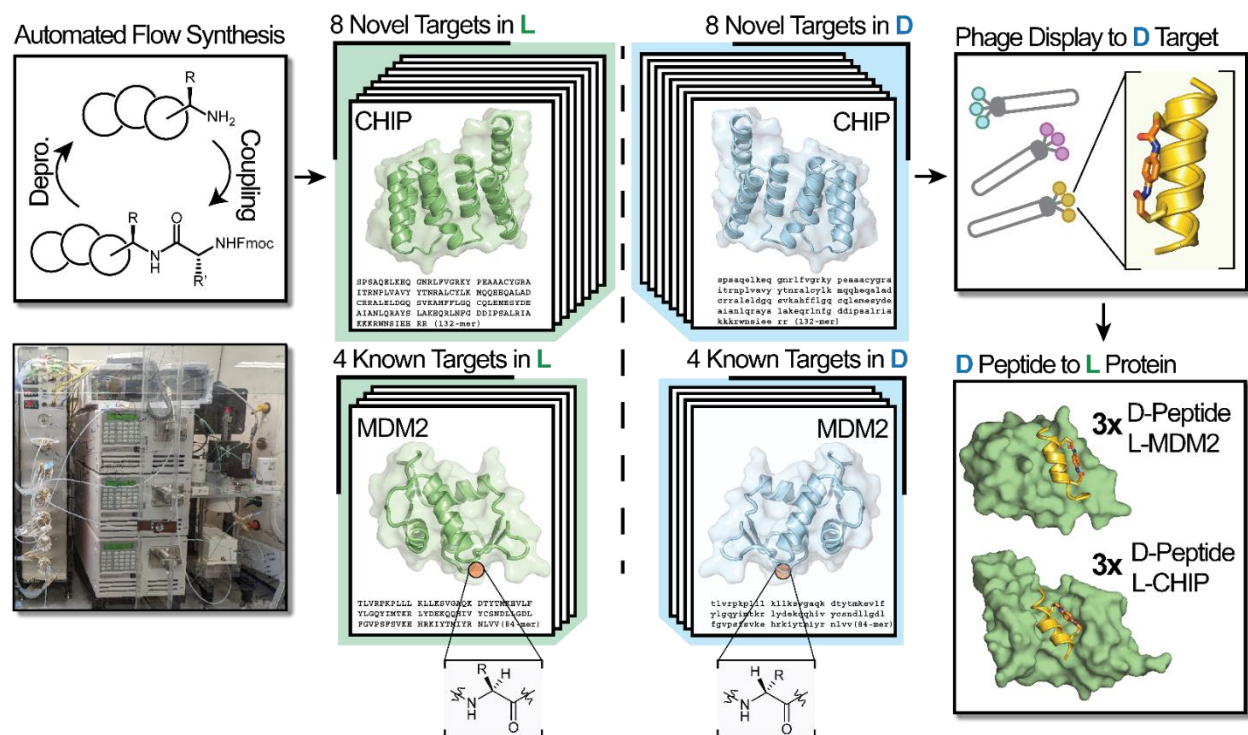 Automated Flow Synthesis
R
NH2
Depro.
Coupling
R
O
NHFmoc
N
H
R'
8 Novel Targets in L
CHIP
SPSAQELKEQ GNRLFVGRKY PEAAACYGRA
ITRNPLVAVY YTNRALCYLK MQQHEQALAD
CRRALELDGQ SVKAHFFLGQ CQLEMESYDE
AIANLQRAYS LAKEQRLNFG DDIPSALRIA
KKKRWNSIEE RR (132-mer)
8 Novel Targets in D
CHIP
spsaqelkeq gnrlfvgrky peaaacygra
itrnplvavy ytnralcylk mqqheqalad
crraleldgq svkahfflgq cqlemesyde
aianlqrays lakeqrlnfg ddipsalria
kkkrwnsiee rr (132-mer)
Phage Display to D Target
4 Known Targets in L
MDM2
TLVRPKPLLL KLLKSVGAQK DTYTMKEVLF
YLGQYIMTKR LYDEKQQHIV YCSNDLLGDL
FGVPSFSVKE HRKIYTMIYR NLVV (84-mer)
R
H
N
H
O
4 Known Targets in D
MDM2
tlvrpkplll kllksvgaqk dtytmkevlf
ylgqyimtkr lydekqqhiv ycsndllgdl
fgvpsfsvke hrkiytmiyr nlvv (84-mer)
H
R
N
H
O
D Peptide to L Protein
3x D-Peptide
L-MDM2
3x D-Peptide
L-CHIP